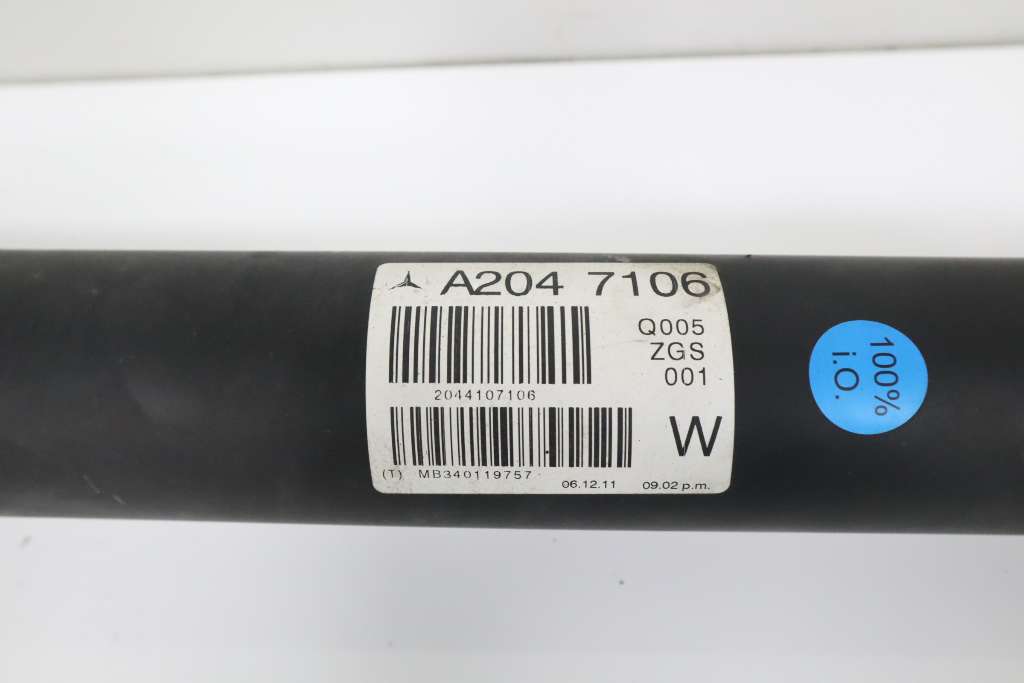 A204 7106
Q005
ZGS
001
2044107106
W
(T) MB340119757
06.12.11 09.02 p.m.
100%
i.O.